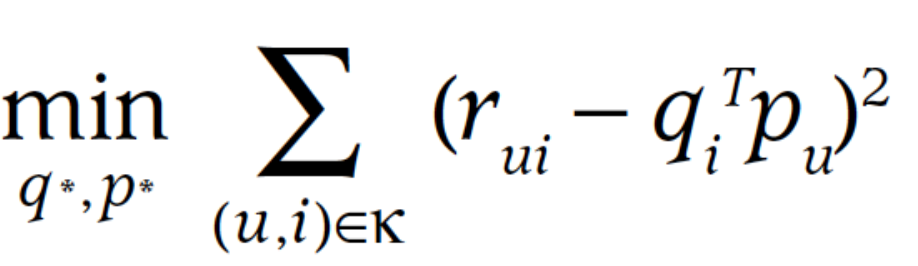 min ∑ (r_ui − q_i^T p_u)^2
q*,p* (u,i)∈κ